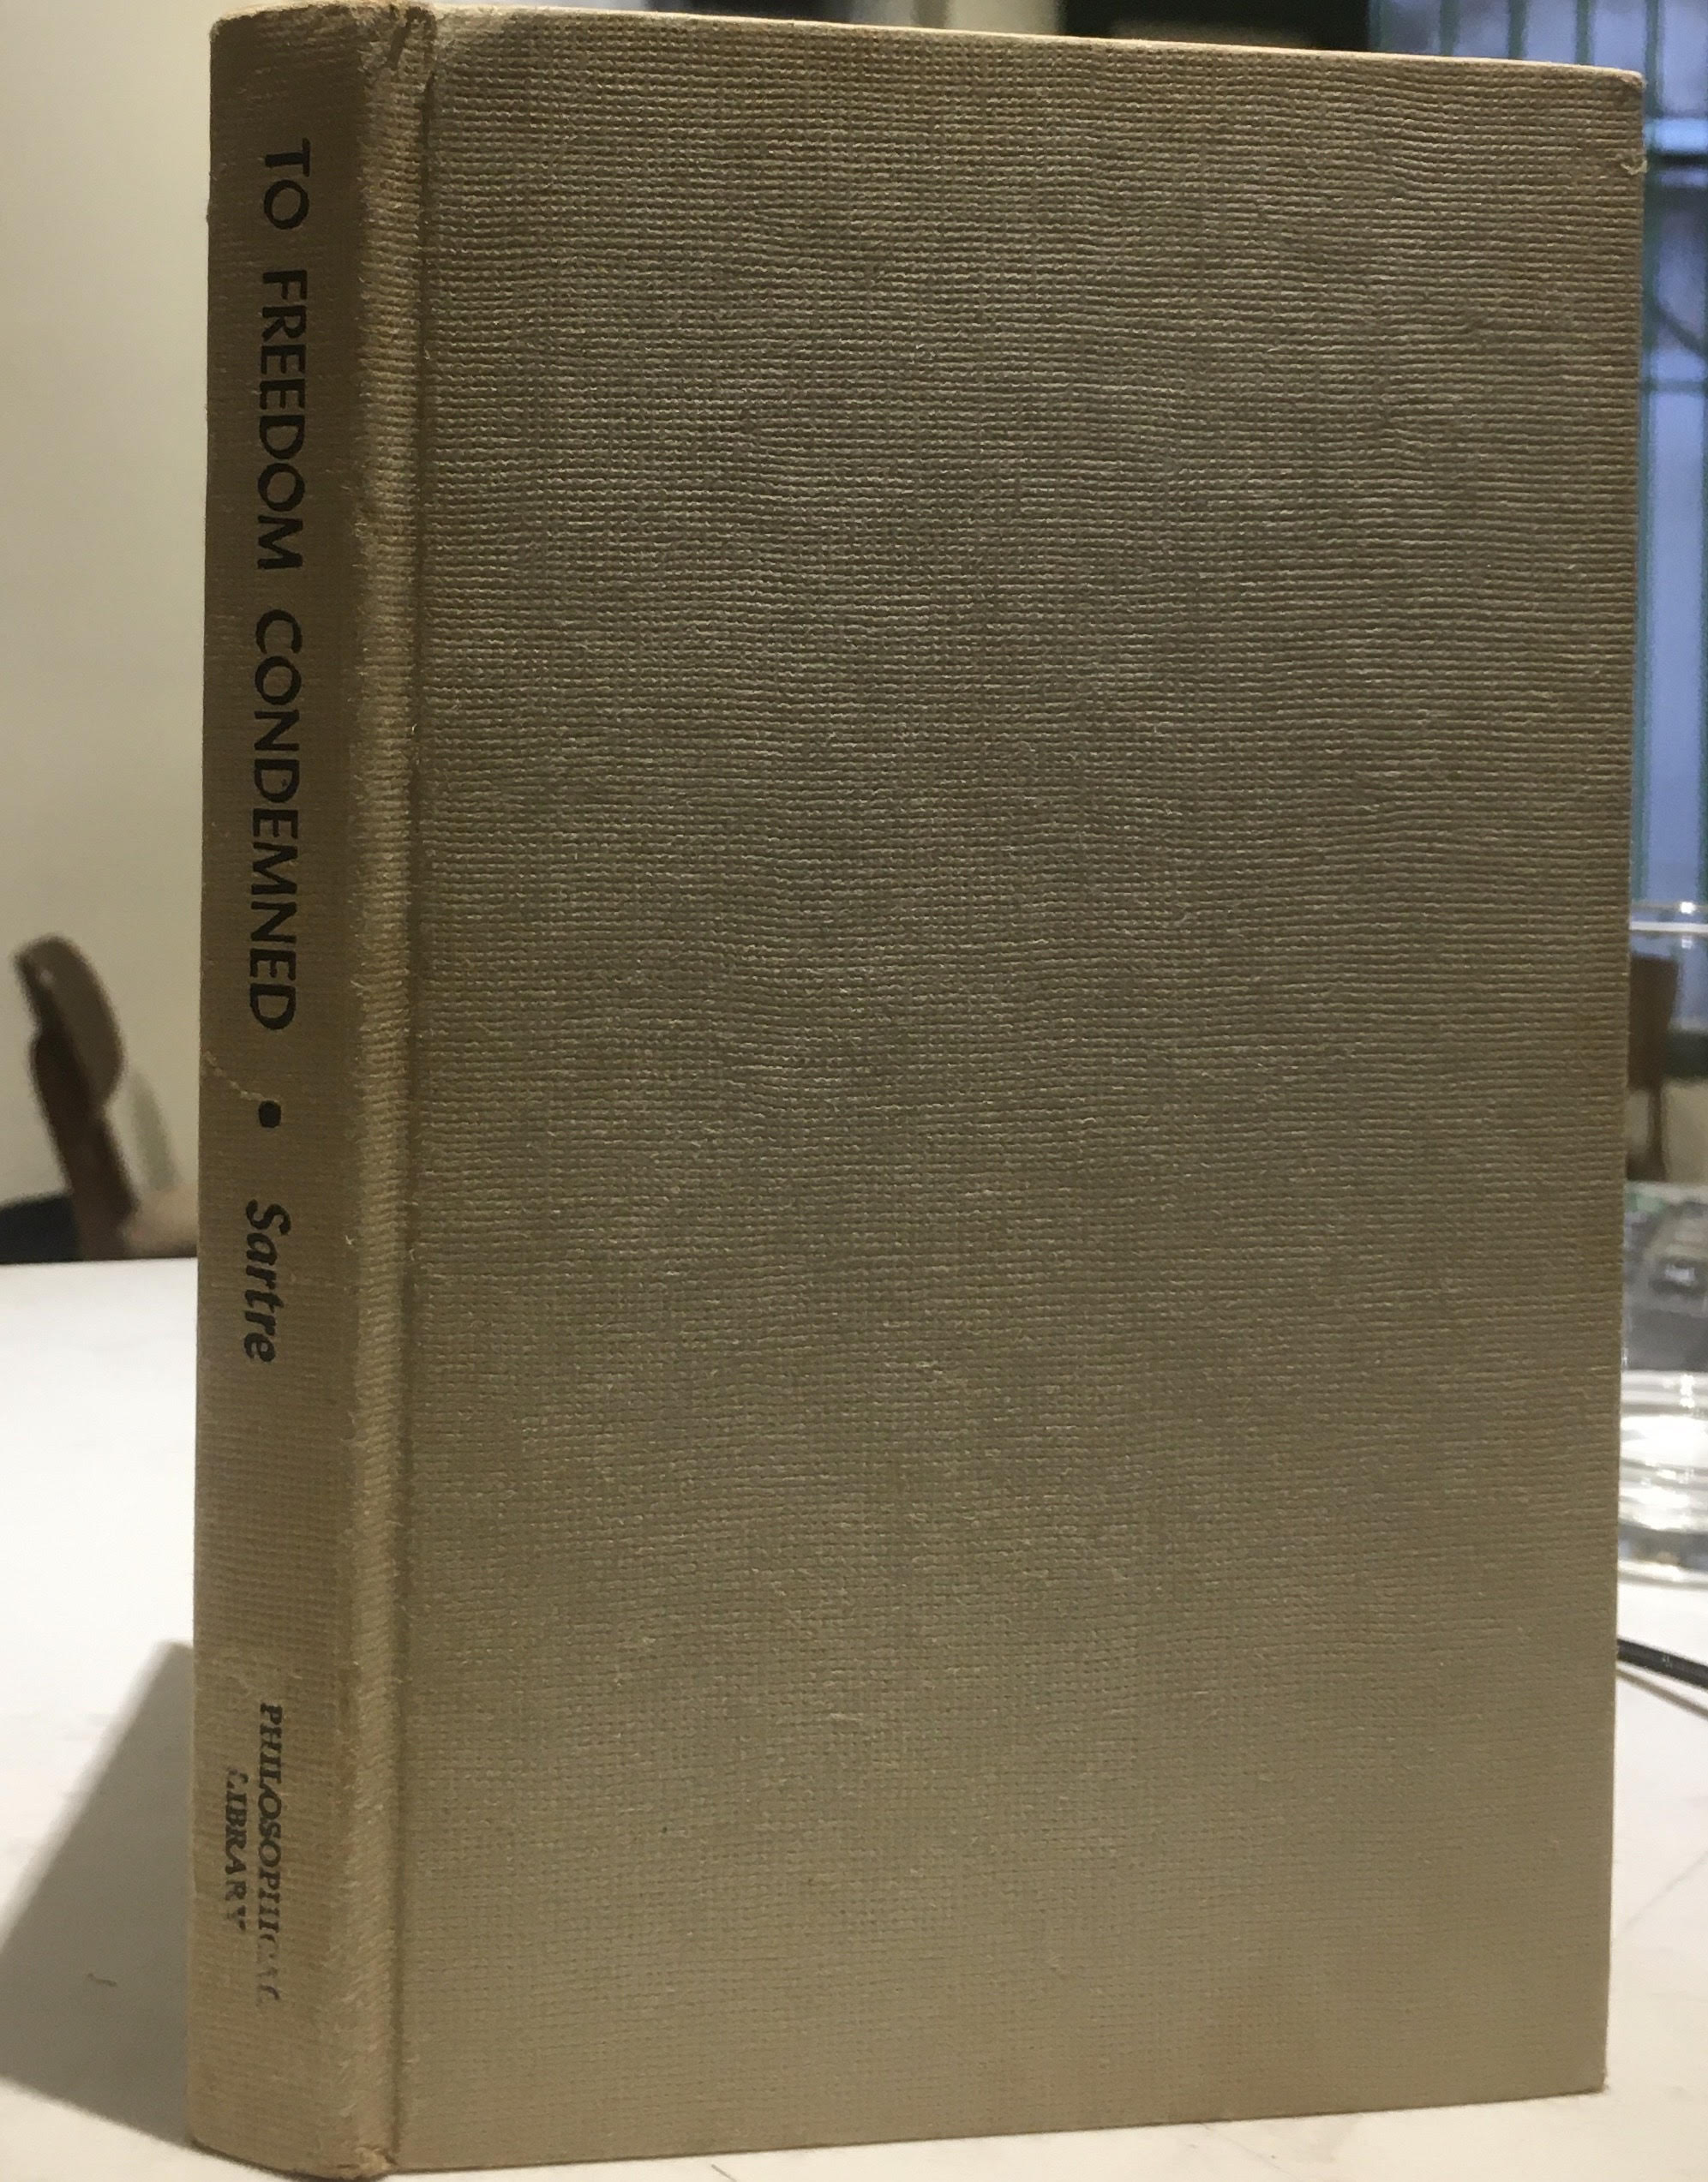 TO FREEDOM CONDEMNED • Sartre
PHILOSOPHICAL
LIBRARY